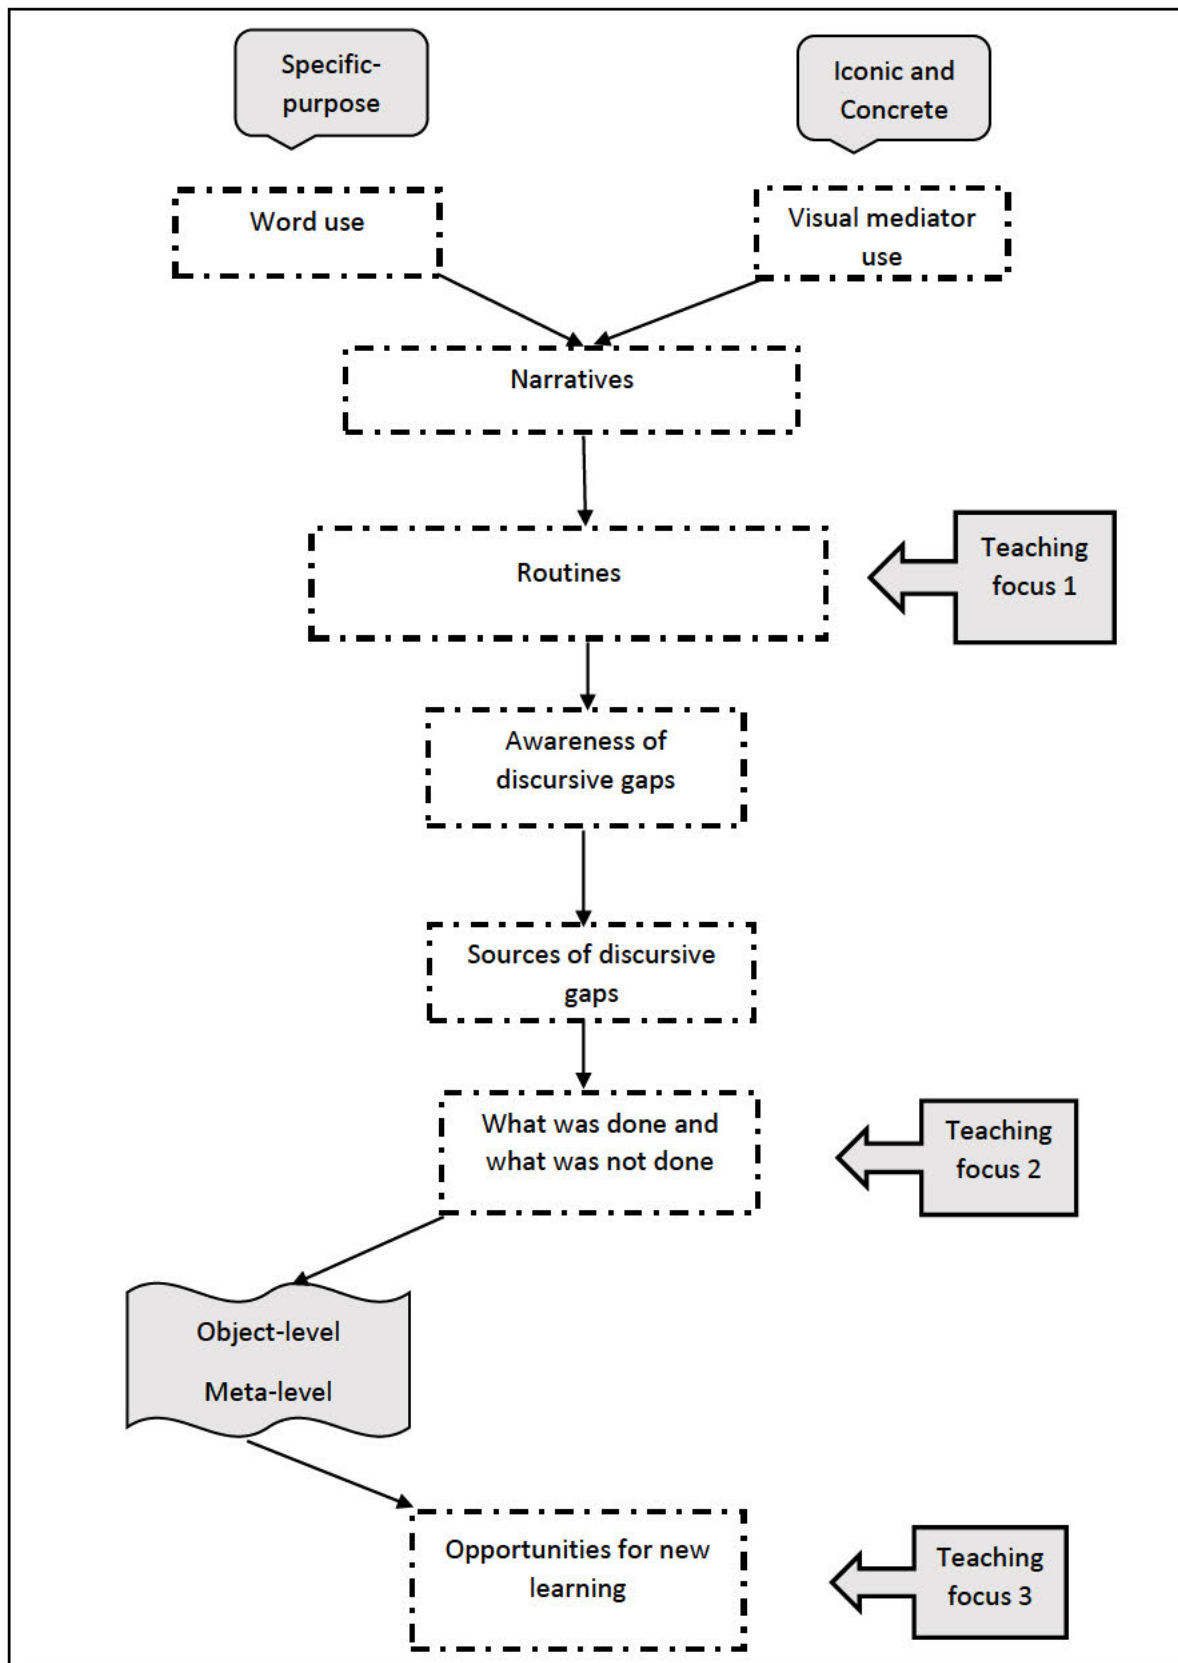 Specific-
purpose
Iconic and
Concrete
Word use
Visual mediator
use
Narratives
Routines
Teaching
focus 1
Awareness of
discursive gaps
Sources of discursive
gaps
What was done and
what was not done
Teaching
focus 2
Object-level
Meta-level
Opportunities for new
learning
Teaching
focus 3